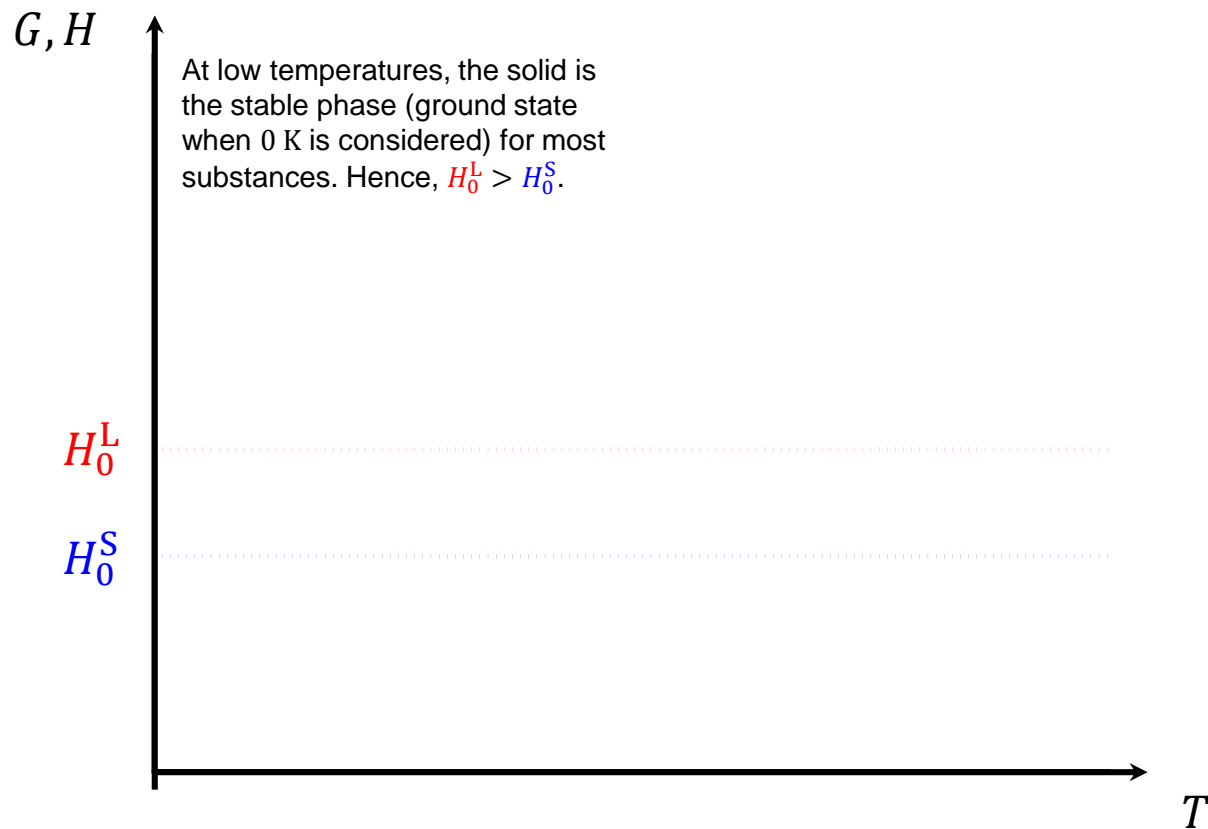 G, H
At low temperatures, the solid is
the stable phase (ground state
when 0 K is considered) for most
substances. Hence, H₀ᴸ > H₀ˢ.
H₀ᴸ
H₀ˢ
T